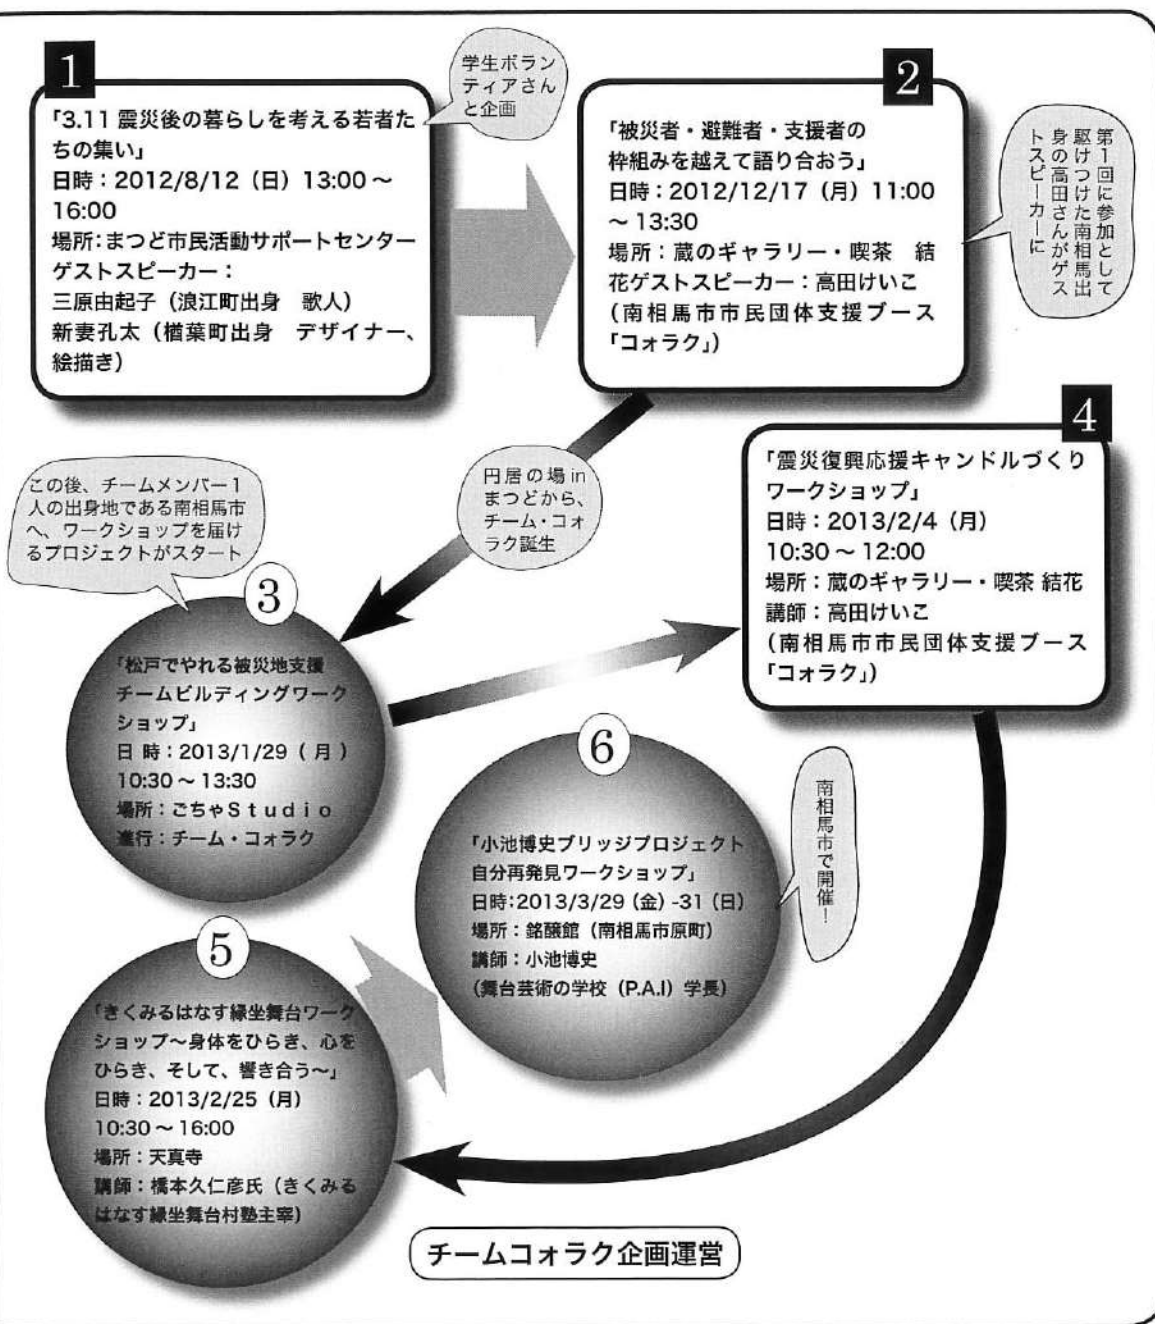 1
「3.11 震災後の暮らしを考える若者た
ちの集い」
日時：2012/8/12（日）13:00～
16:00
場所：まつど市民活動サポートセンター
ゲストスピーカー：
三原由起子（浪江町出身　歌人）
新妻孔太（楢葉町出身　デザイナー、
絵描き）
学生ボラン
ティアさん
と企画
2
「被災者・避難者・支援者の
枠組みを越えて語り合おう」
日時：2012/12/17（月）11:00
～13:30
場所：蔵のギャラリー・喫茶　結
花ゲストスピーカー：高田けいこ
（南相馬市市民団体支援ブース
「コォラク」）
第1回に参加として
駆けつけた南相馬出
身の高田さんがゲス
トスピーカーに
円居の場in
まつどから、
チーム・コォ
ラク誕生
この後、チームメンバー1
人の出身地である南相馬市
へ、ワークショップを届け
るプロジェクトがスタート
3
「松戸でやれる被災地支援
チームビルディングワーク
ショップ」
日 時：2013/1/29（ 月 ）
10:30～13:30
場所：ごちゃＳｔｕｄｉｏ
進行：チーム・コォラク
4
「震災復興応援キャンドルづくり
ワークショップ」
日時：2013/2/4（月）
10:30～12:00
場所：蔵のギャラリー・喫茶 結花
講師：高田けいこ
（南相馬市市民団体支援ブース
「コォラク」）
5
「きくみるはなす縁坐舞台ワーク
ショップ～身体をひらき、心を
ひらき、そして、響き合う～」
日時：2013/2/25（月）
10:30～16:00
場所：天真寺
講師：橋本久仁彦氏（きくみる
はなす縁坐舞台村塾主宰）
6
「小池博史ブリッジプロジェクト
自分再発見ワークショップ」
日時：2013/3/29（金）-31（日）
場所：銘醸館（南相馬市原町）
講師：小池博史
（舞台芸術の学校（P.A.I）学長）
南相馬市で開催！
チームコォラク企画運営